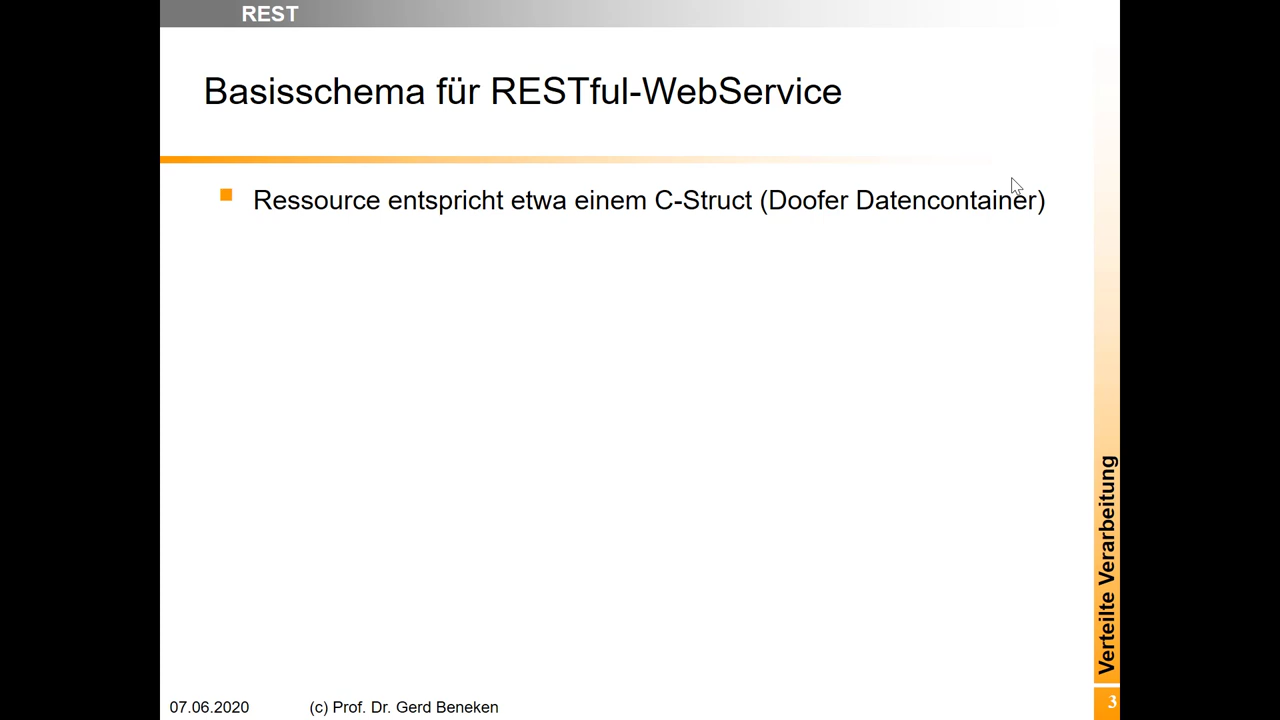 REST
Basisschema für RESTful-WebService
Ressource entspricht etwa einem C-Struct (Doofer Datencontainer)
Verteilte Verarbeitung
07.06.2020
(c) Prof. Dr. Gerd Beneken
3